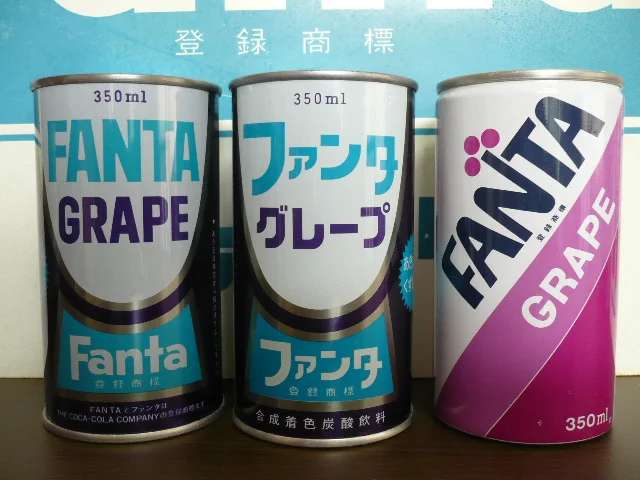 登録商標
350ml
FANTA
GRAPE
Fanta
登録商標
FANTAとファンタは
THE COCA-COLA COMPANYの登録商標です
350ml
ファンタ
グレープ
ファンタ
登録商標
合成着色炭酸飲料
FANTA
登録商標
GRAPE
350ml